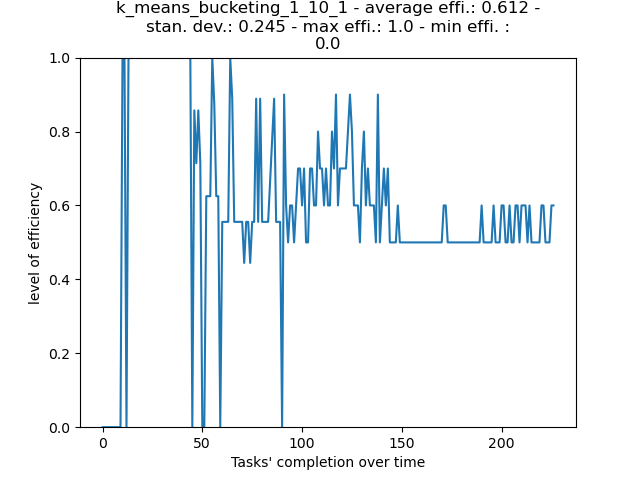 k_means_bucketing_1_10_1 - average effi.: 0.612 -
stan. dev.: 0.245 - max effi.: 1.0 - min effi. :
0.0
1.0
0.8
0.6
0.4
0.2
0.0
level of efficiency
0 50 100 150 200
Tasks' completion over time